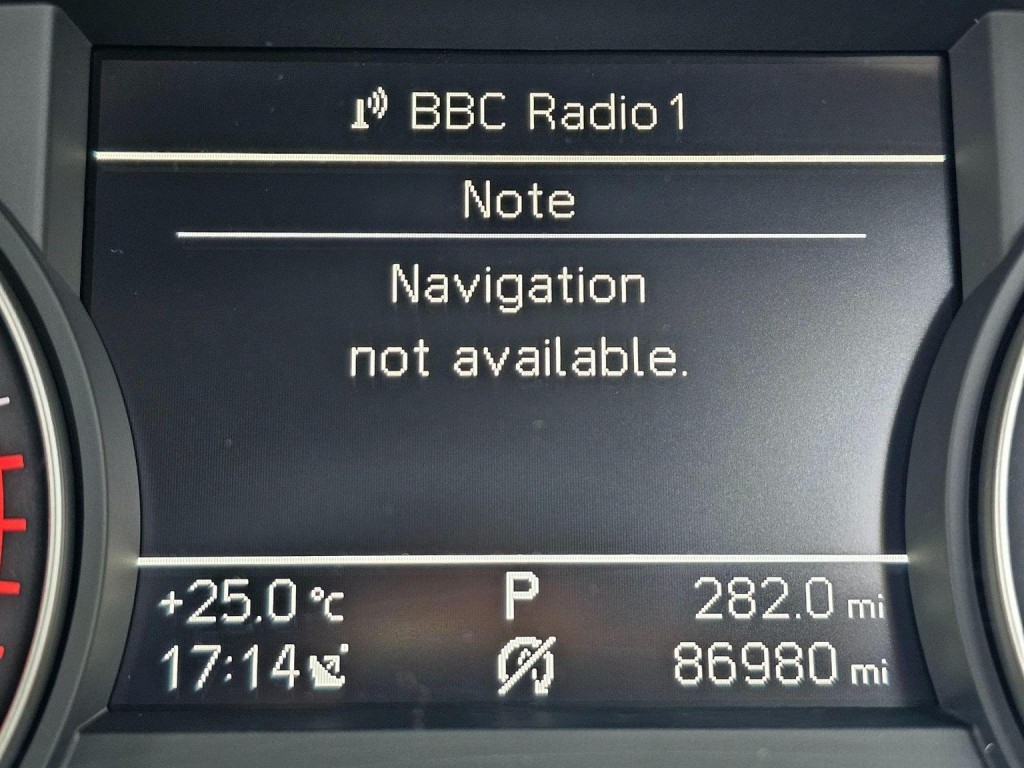 BBC Radio 1
Note
Navigation
not available.
+25.0 °C P 282.0 mi
17:14 86980 mi